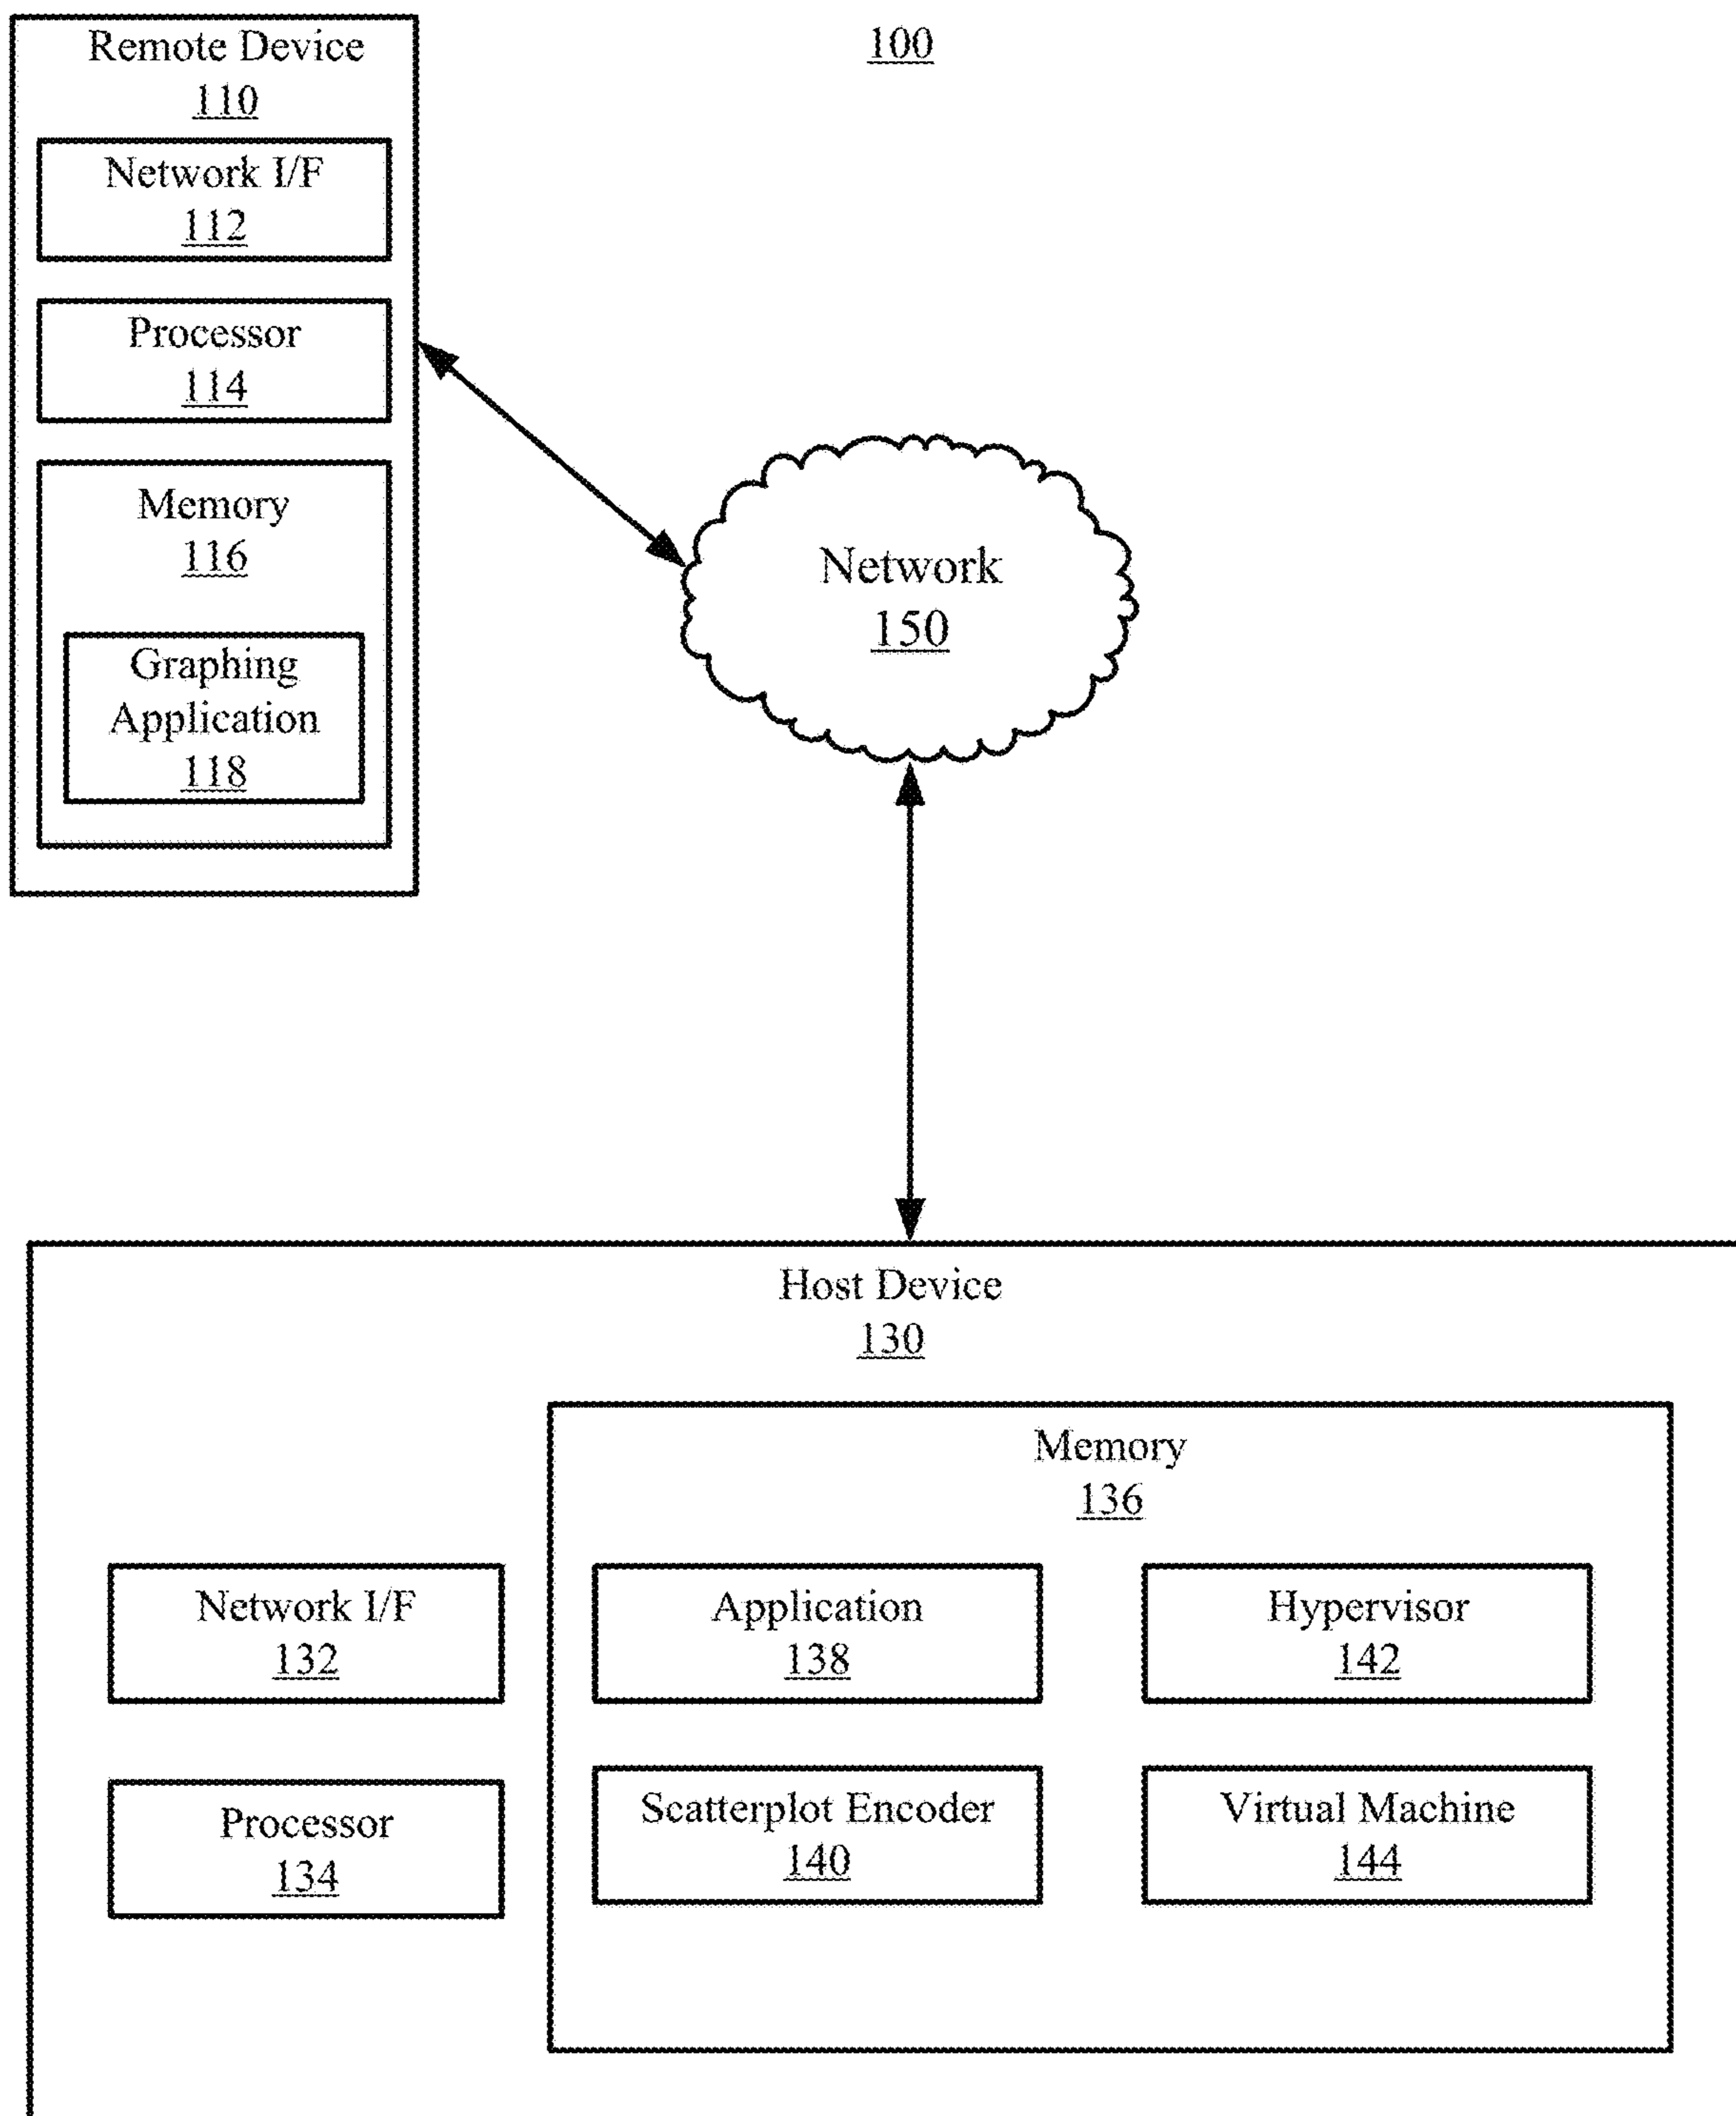 Remote Device
110
100
Network I/F
112
Processor
114
Memory
116
Graphing
Application
118
Network
150
Host Device
130
Memory
136
Network I/F
132
Processor
134
Application
138
Hypervisor
142
Scatterplot Encoder
140
Virtual Machine
144